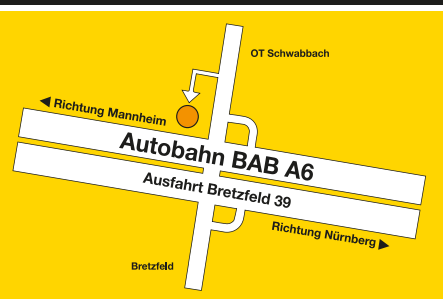 OT Schwabbach
Richtung Mannheim
Autobahn BAB A6
Ausfahrt Bretzfeld 39
Richtung Nürnberg
Bretzfeld